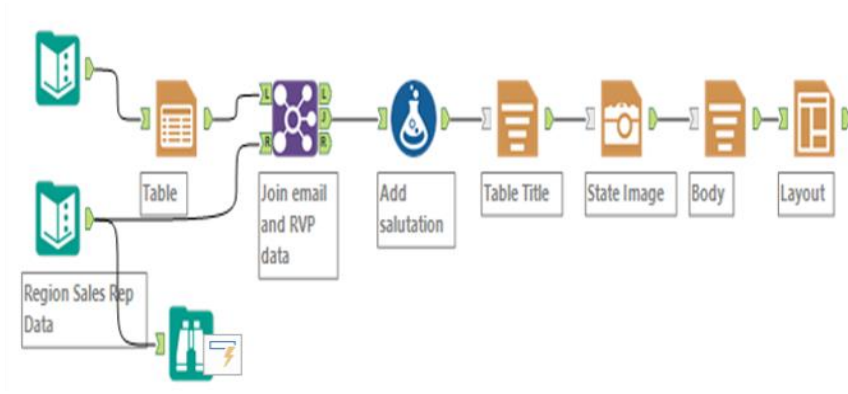 L
L
J
R
R
Table
Join email
and RVP
data
Add
salutation
Table Title
State Image
Body
Layout
Region Sales Rep
Data